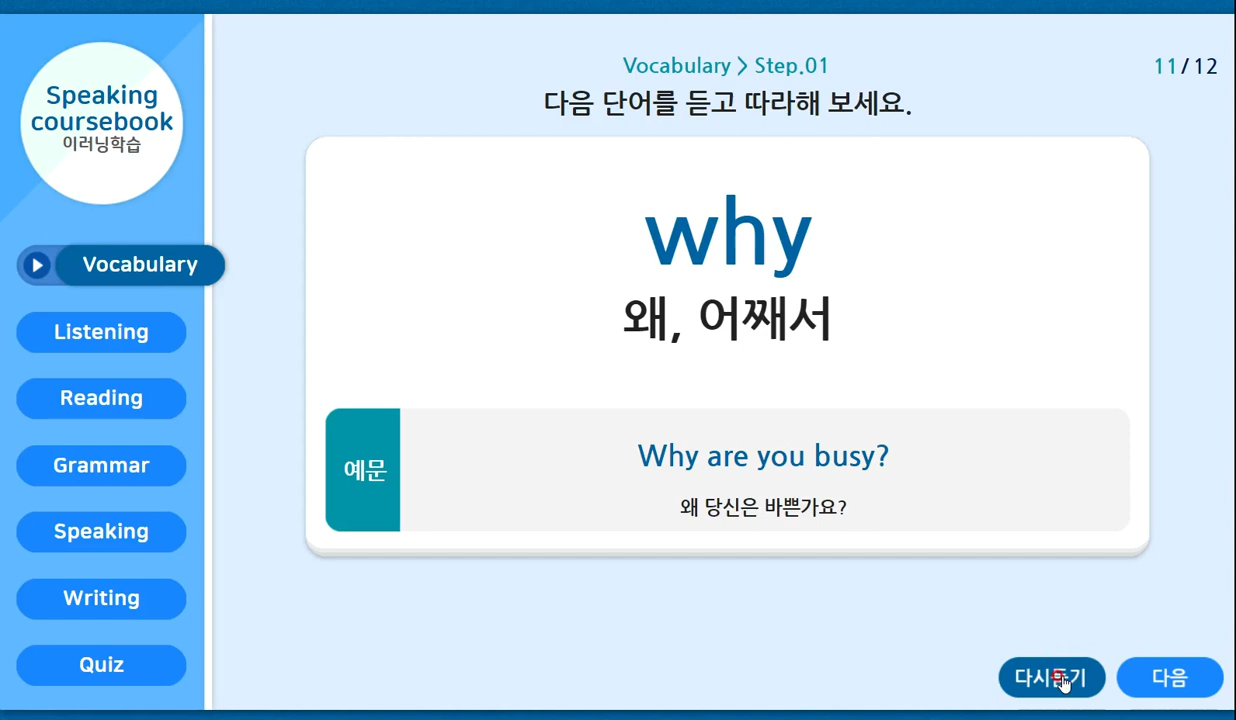 Speaking
coursebook
이러닝학습
Vocabulary
Listening
Reading
Grammar
Speaking
Writing
Quiz
Vocabulary > Step.01
11/12
다음 단어를 듣고 따라해 보세요.
why
왜, 어째서
예문
Why are you busy?
왜 당신은 바쁜가요?
다시듣기
다음